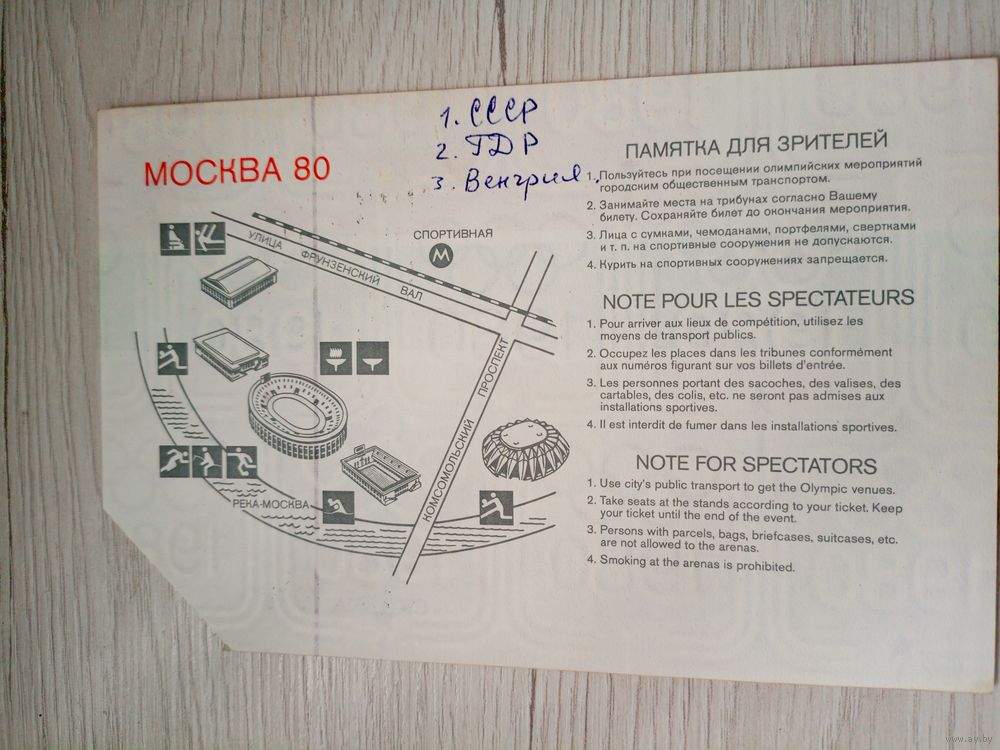 1. СССР
2. ГДР
3. Венгрия.
МОСКВА 80
СПОРТИВНАЯ
М
УЛИЦА ФРУНЗЕНСКИЙ ВАЛ
КОМСОМОЛЬСКИЙ ПРОСПЕКТ
РЕКА-МОСКВА
ПАМЯТКА ДЛЯ ЗРИТЕЛЕЙ
1. Пользуйтесь при посещении олимпийских мероприятий
городским общественным транспортом.
2. Занимайте места на трибунах согласно Вашему
билету. Сохраняйте билет до окончания мероприятия.
3. Лица с сумками, чемоданами, портфелями, свертками
и т. п. на спортивные сооружения не допускаются.
4. Курить на спортивных сооружениях запрещается.
NOTE POUR LES SPECTATEURS
1. Pour arriver aux lieux de compétition, utilisez les
moyens de transport publics.
2. Occupez les places dans les tribunes conformément
aux numéros figurant sur vos billets d'entrée.
3. Les personnes portant des sacoches, des valises, des
cartables, des colis, etc. ne seront pas admises aux
installations sportives.
4. Il est interdit de fumer dans les installations sportives.
NOTE FOR SPECTATORS
1. Use city's public transport to get the Olympic venues.
2. Take seats at the stands according to your ticket. Keep
your ticket until the end of the event.
3. Persons with parcels, bags, briefcases, suitcases, etc.
are not allowed to the arenas.
4. Smoking at the arenas is prohibited.
www.ay.by